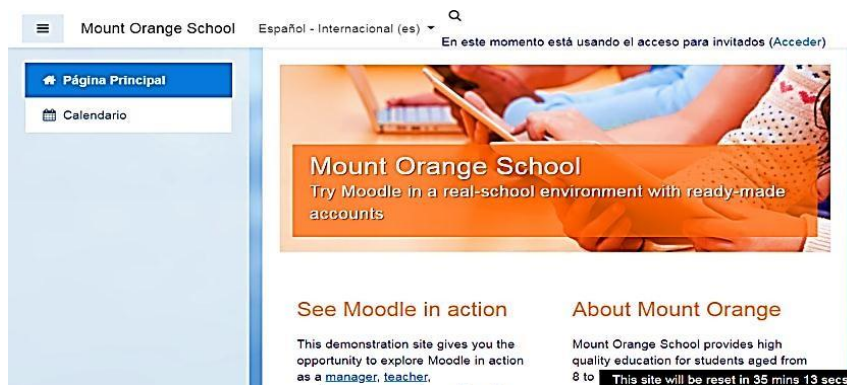 Mount Orange School
Español - Internacional (es)
En este momento está usando el acceso para invitados (Acceder)
Página Principal
Calendario
Mount Orange School
Try Moodle in a real-school environment with ready-made
accounts
See Moodle in action
This demonstration site gives you the
opportunity to explore Moodle in action
as a manager, teacher,
About Mount Orange
Mount Orange School provides high
quality education for students aged from
8 to
This site will be reset in 35 mins 13 secs